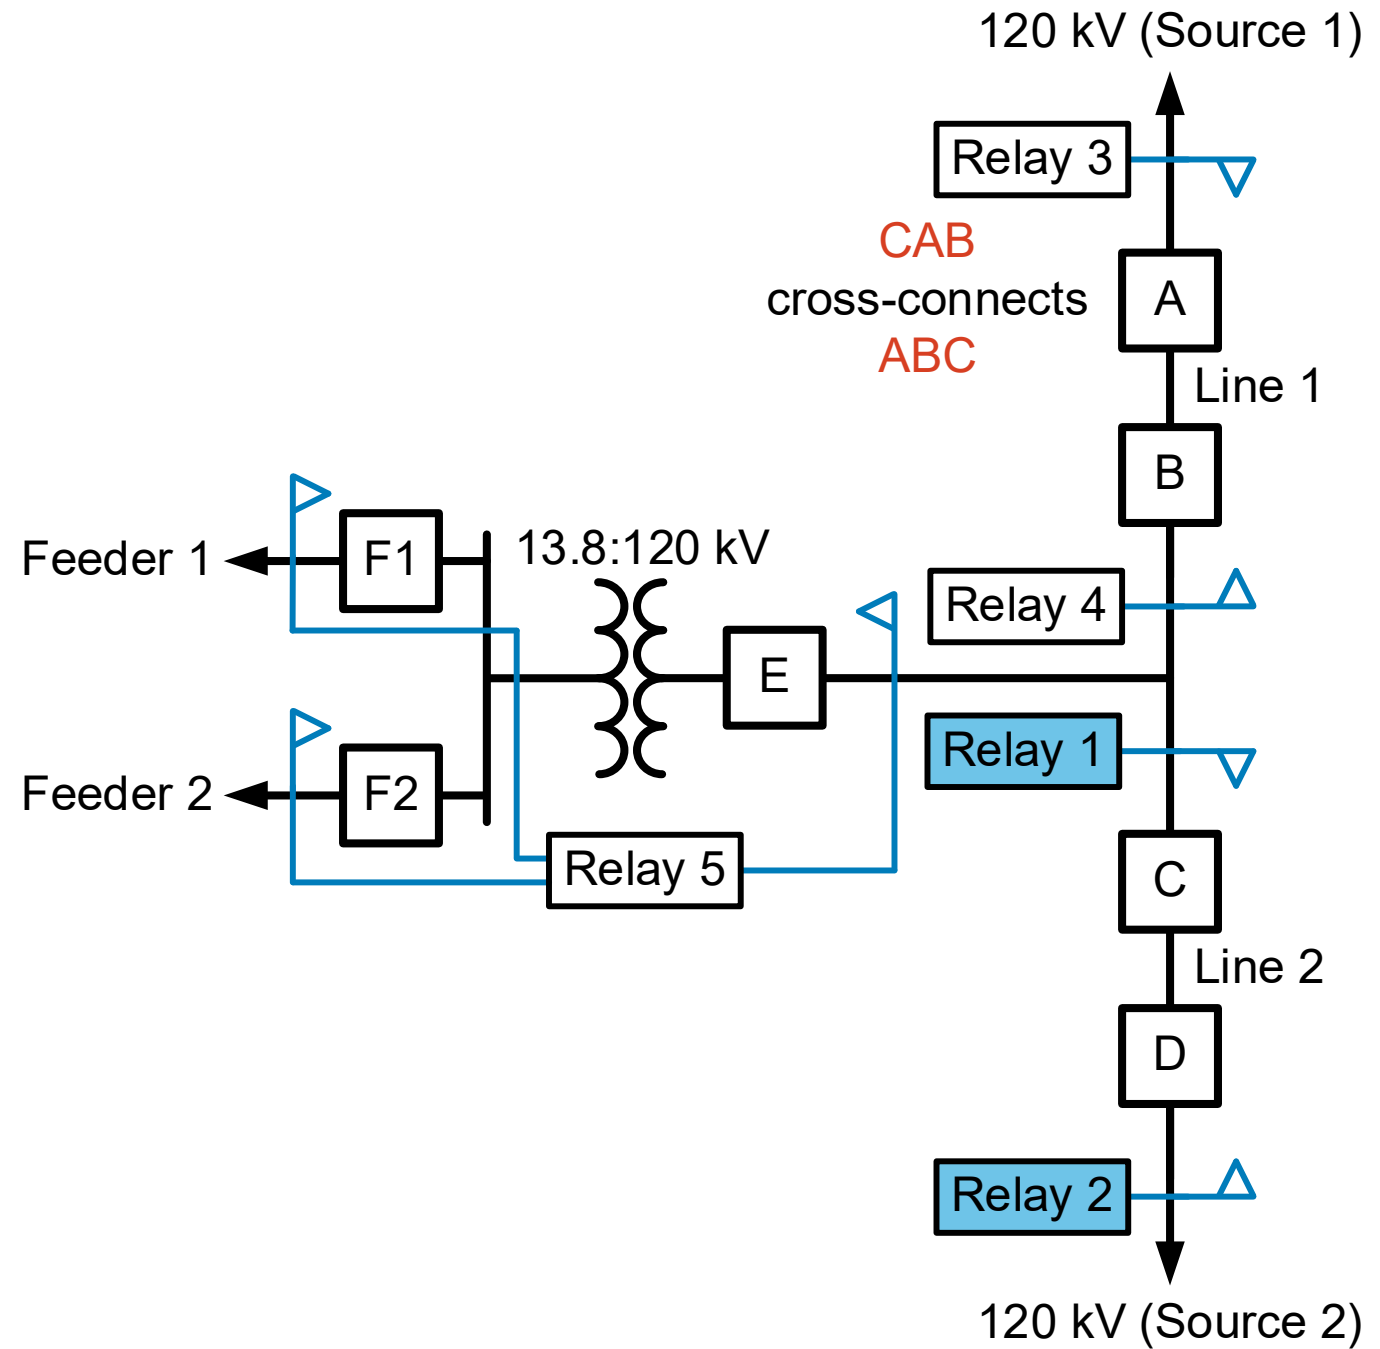 120 kV (Source 1)
Relay 3
CAB
cross-connects
ABC
A
Line 1
B
13.8:120 kV
Feeder 1
F1
Relay 4
E
Relay 1
Feeder 2
F2
Relay 5
C
Line 2
D
Relay 2
120 kV (Source 2)